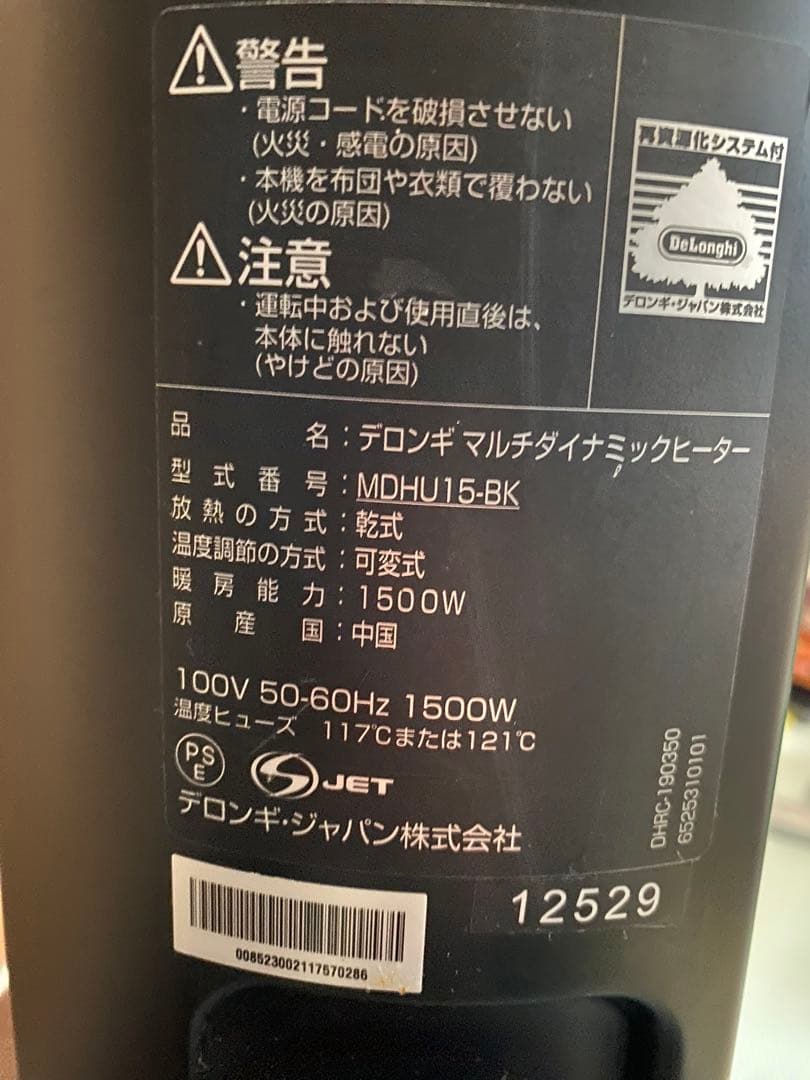 警告
・電源コードを破損させない
(火災・感電の原因)
・本機を布団や衣類で覆わない
(火災の原因)
注意
・運転中および使用直後は、
本体に触れない
(やけどの原因)
再資源化システム付
DeLonghi
デロンギ・ジャパン株式会社
品名：デロンギ マルチダイナミックヒーター
型式番号：MDHU15-BK
放熱の方式：乾式
温度調節の方式：可変式
暖房能力：1500W
原産国：中国
100V 50-60Hz 1500W
温度ヒューズ 117℃または121℃
PS
E
JET
デロンギ・ジャパン株式会社
DHRC-190350
6525310101
12529
008523002117570286